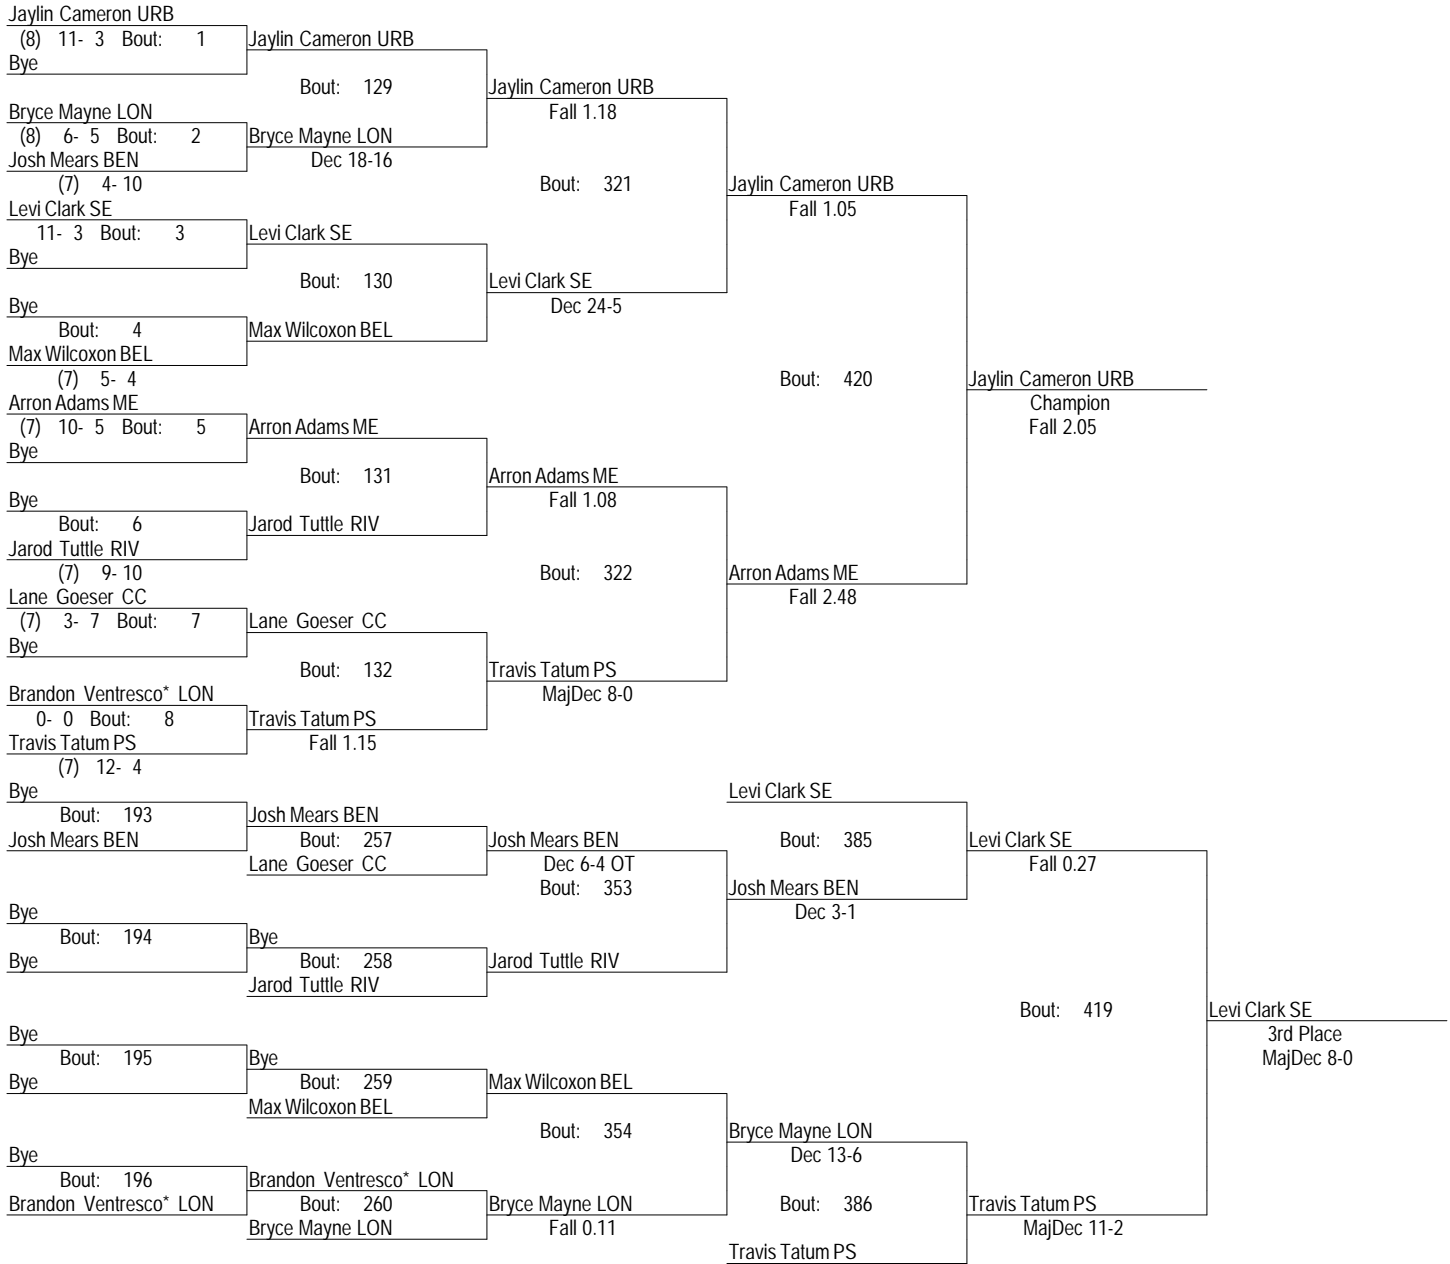 Jaylin Cameron URB
(8) 11- 3 Bout: 1 Jaylin Cameron URB
Bye
Bout: 129 Jaylin Cameron URB
Bryce Mayne LON Fall 1.18
(8) 6- 5 Bout: 2 Bryce Mayne LON
Josh Mears BEN Dec 18-16
(7) 4- 10 Bout: 321 Jaylin Cameron URB
Levi Clark SE Fall 1.05
11- 3 Bout: 3 Levi Clark SE
Bye
Bout: 130 Levi Clark SE
Bye Dec 24-5
Bout: 4 Max Wilcoxon BEL
Max Wilcoxon BEL
(7) 5- 4 Bout: 420 Jaylin Cameron URB
Arron Adams ME Champion
(7) 10- 5 Bout: 5 Arron Adams ME Fall 2.05
Bye
Bout: 131 Arron Adams ME
Bye Fall 1.08
Bout: 6 Jarod Tuttle RIV
Jarod Tuttle RIV
(7) 9- 10 Bout: 322 Arron Adams ME
Lane Goeser CC Fall 2.48
(7) 3- 7 Bout: 7 Lane Goeser CC
Bye
Bout: 132 Travis Tatum PS
Brandon Ventresco* LON MajDec 8-0
0- 0 Bout: 8 Travis Tatum PS
Travis Tatum PS Fall 1.15
(7) 12- 4
Bye Levi Clark SE
Bout: 193 Josh Mears BEN
Josh Mears BEN Bout: 257 Josh Mears BEN Bout: 385 Levi Clark SE
Lane Goeser CC Dec 6-4 OT Fall 0.27
Bout: 353 Josh Mears BEN
Bye Dec 3-1
Bout: 194 Bye
Bye Bout: 258 Jarod Tuttle RIV
Jarod Tuttle RIV
Bout: 419 Levi Clark SE
Bye 3rd Place
Bout: 195 Bye MajDec 8-0
Bye Bout: 259 Max Wilcoxon BEL
Max Wilcoxon BEL
Bout: 354 Bryce Mayne LON
Bye Dec 13-6
Bout: 196 Brandon Ventresco* LON
Brandon Ventresco* LON Bout: 260 Bryce Mayne LON Bout: 386 Travis Tatum PS
Bryce Mayne LON Fall 0.11 MajDec 11-2
Travis Tatum PS